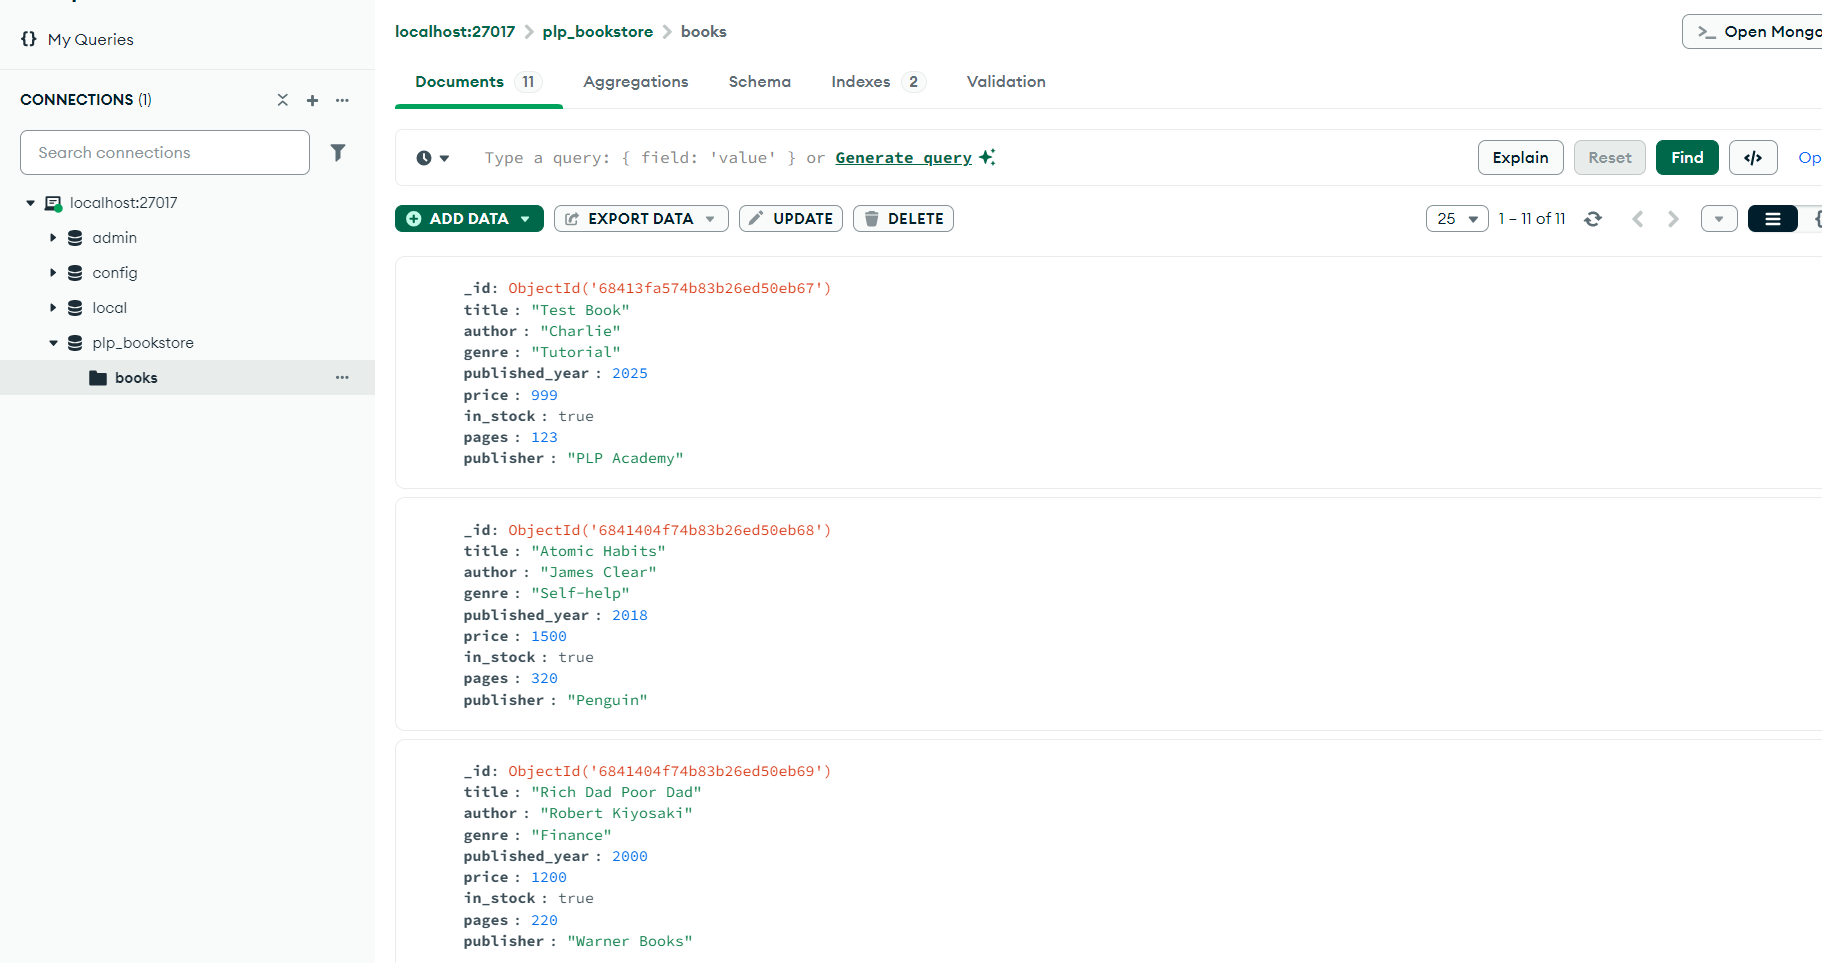 My Queries
CONNECTIONS (1)
Search connections
localhost:27017
admin
config
local
plp_bookstore
books
localhost:27017 > plp_bookstore > books
>_ Open Mongo
Documents 11 Aggregations Schema Indexes 2 Validation
Type a query: { field: 'value' } or Generate query
Explain Reset Find </> Op
ADD DATA EXPORT DATA UPDATE DELETE
25 1 – 11 of 11
_id: ObjectId('68413fa574b83b26ed50eb67')
title : "Test Book"
author : "Charlie"
genre : "Tutorial"
published_year : 2025
price : 999
in_stock : true
pages : 123
publisher : "PLP Academy"
_id: ObjectId('6841404f74b83b26ed50eb68')
title : "Atomic Habits"
author : "James Clear"
genre : "Self-help"
published_year : 2018
price : 1500
in_stock : true
pages : 320
publisher : "Penguin"
_id: ObjectId('6841404f74b83b26ed50eb69')
title : "Rich Dad Poor Dad"
author : "Robert Kiyosaki"
genre : "Finance"
published_year : 2000
price : 1200
in_stock : true
pages : 220
publisher : "Warner Books"